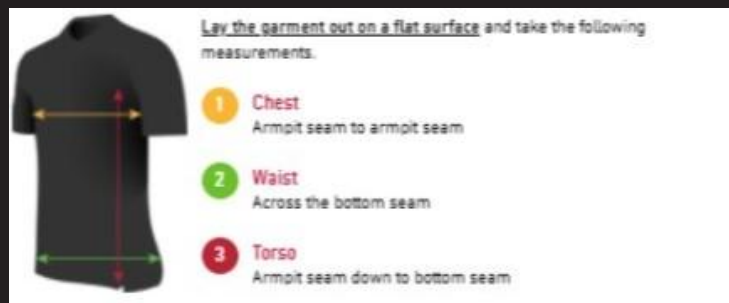 Lay the garment out on a flat surface and take the following
measurements.
1 Chest
Armpit seam to armpit seam
2 Waist
Across the bottom seam
3 Torso
Armpit seam down to bottom seam